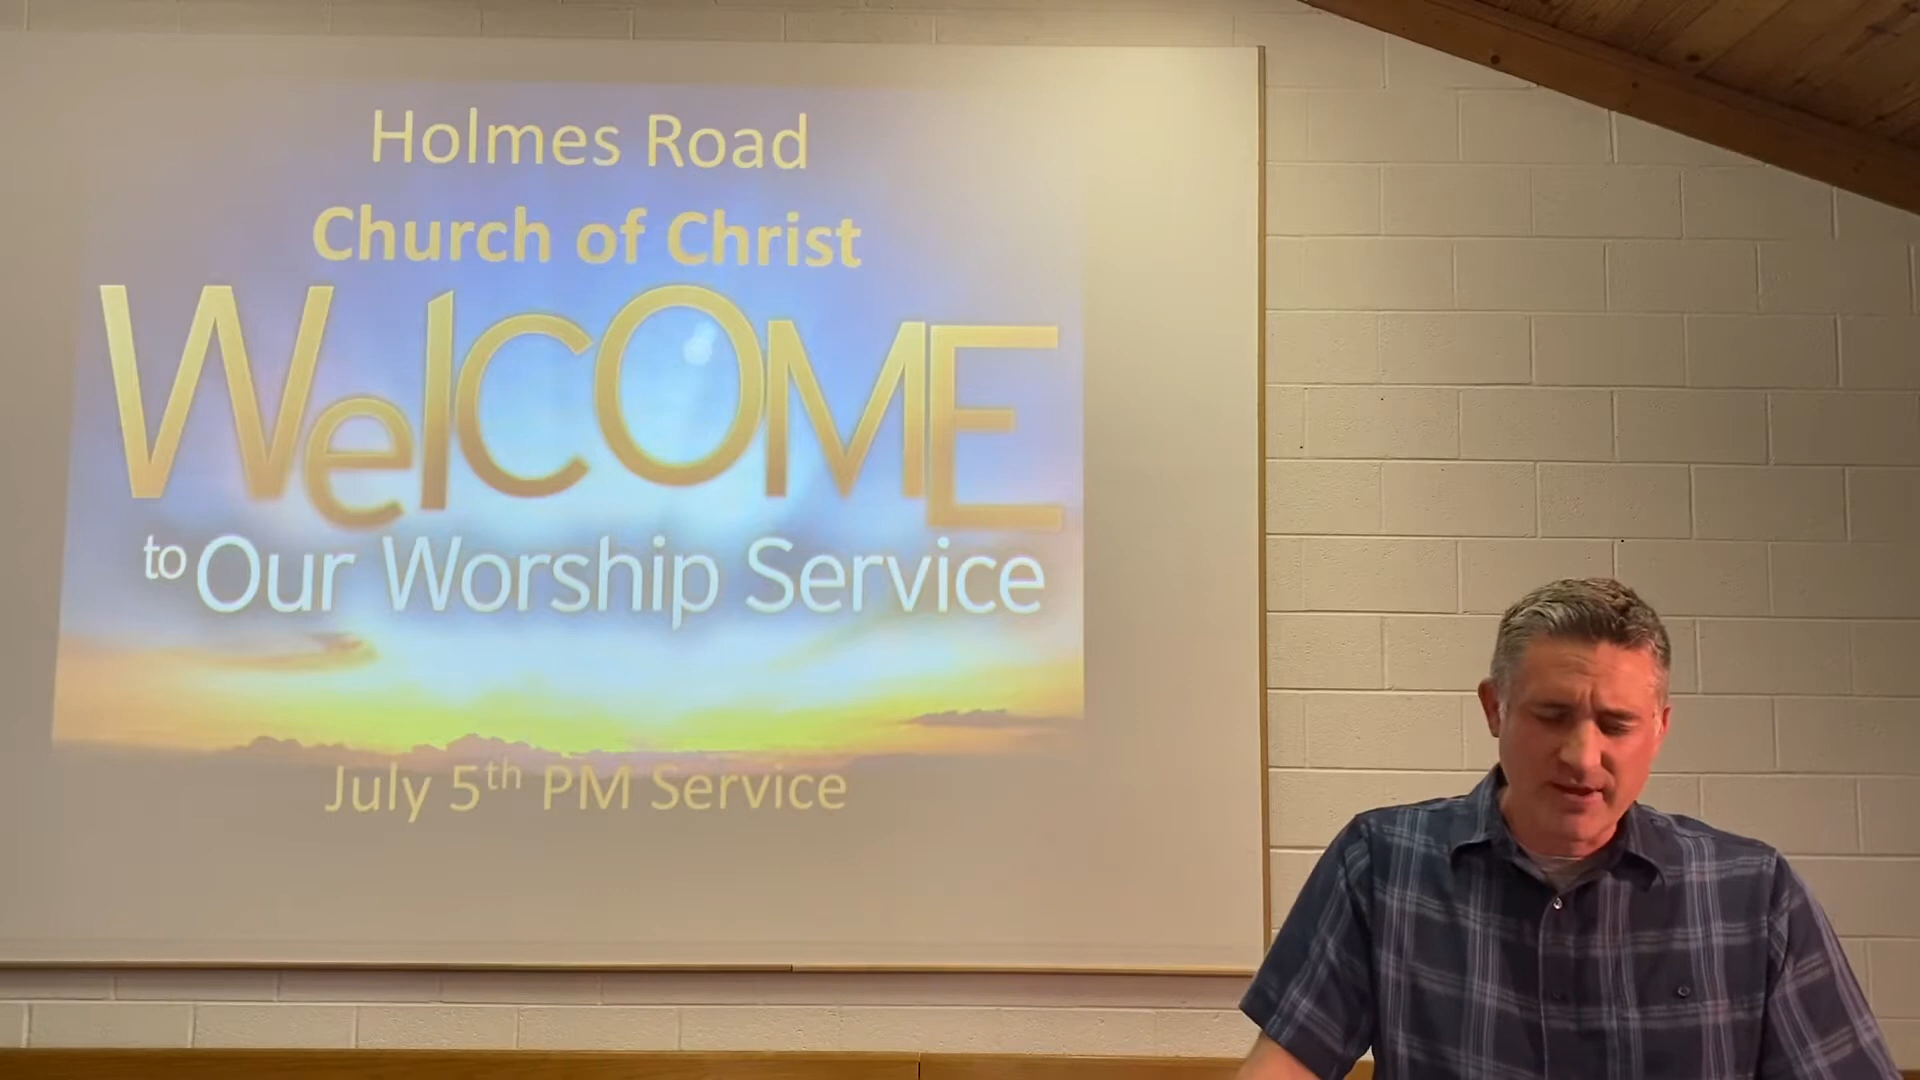 Holmes Road
Church of Christ
WelCOME
to Our Worship Service
July 5th PM Service